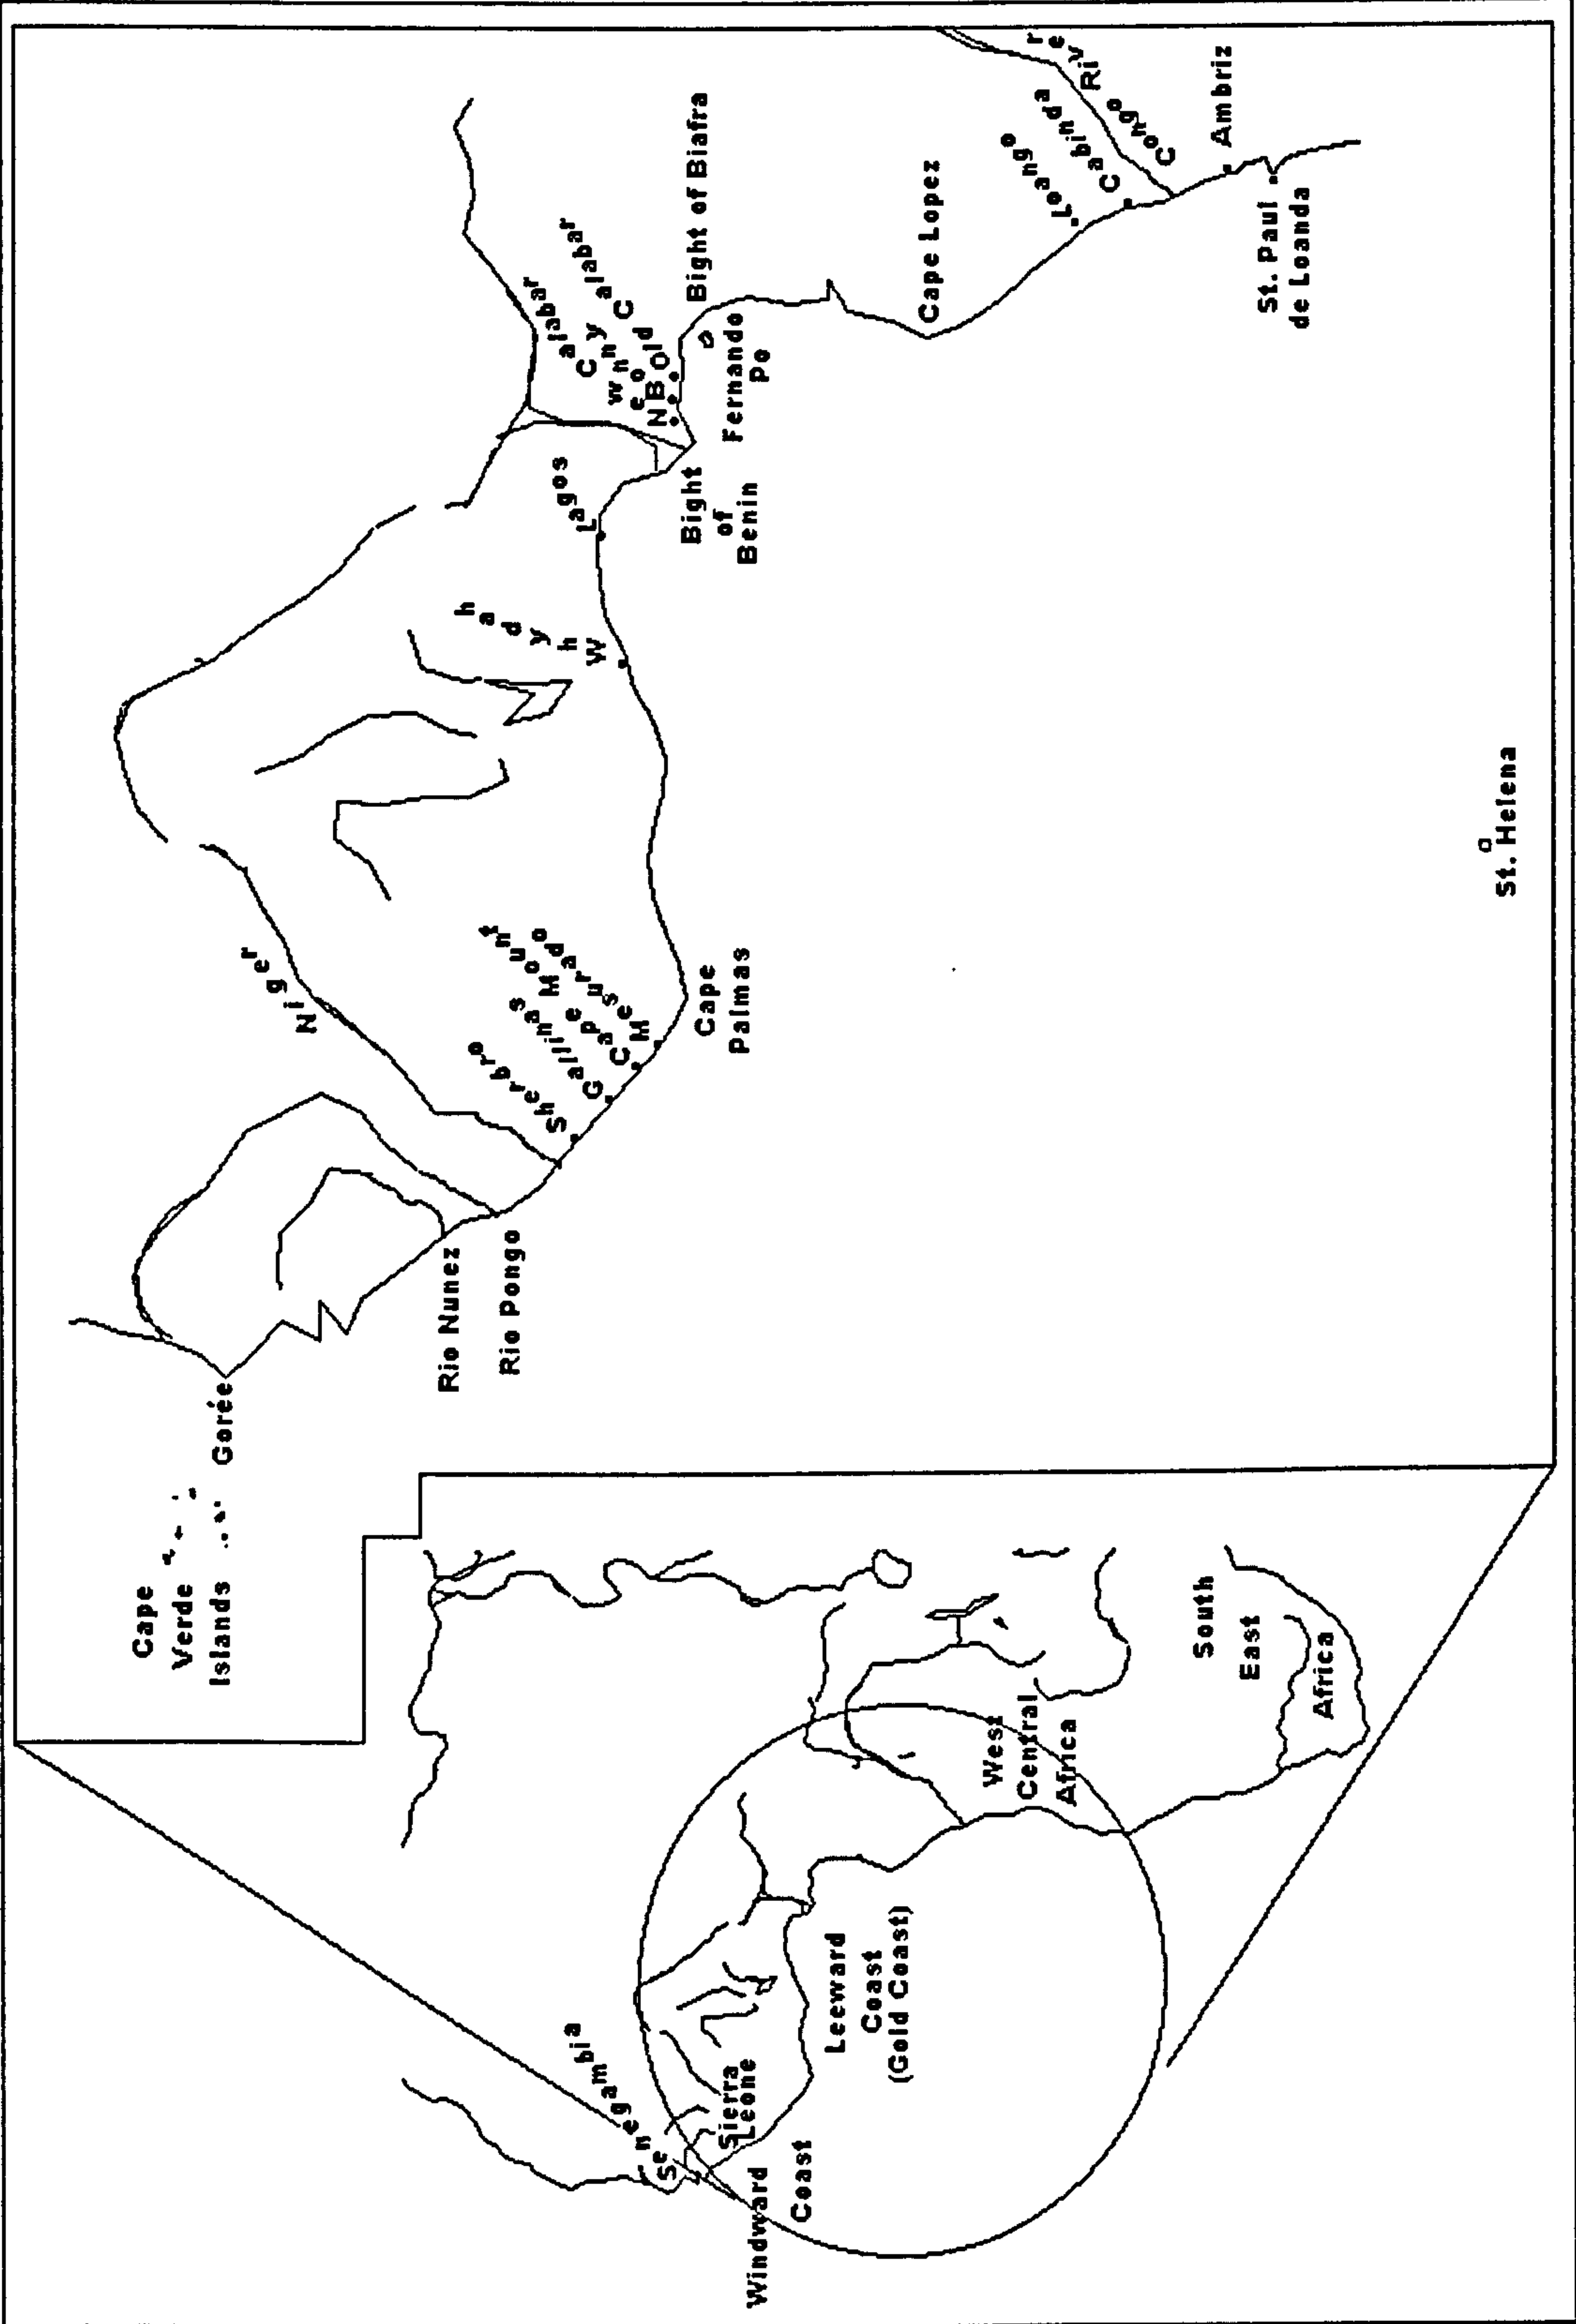 Cape
Verde
Islands
Gorée
Rio Nunez
Rio Pongo
Niger
Sherbro
Gallinas
Cape Mount
Mesurado
Cape
Palmas
Whydah
Lagos
Bight
of
Benin
New Calabar
Bonny
Old Calabar
Fernando
Po
Bight of Biafra
Cape Lopez
Loango
Cabinda
Congo River
Ambriz
St. Paul
de Loanda
St. Helena
Senegambia
Sierra
Leone
Windward
Coast
Leeward
Coast
(Gold Coast)
West
Central
Africa
South
East
Africa